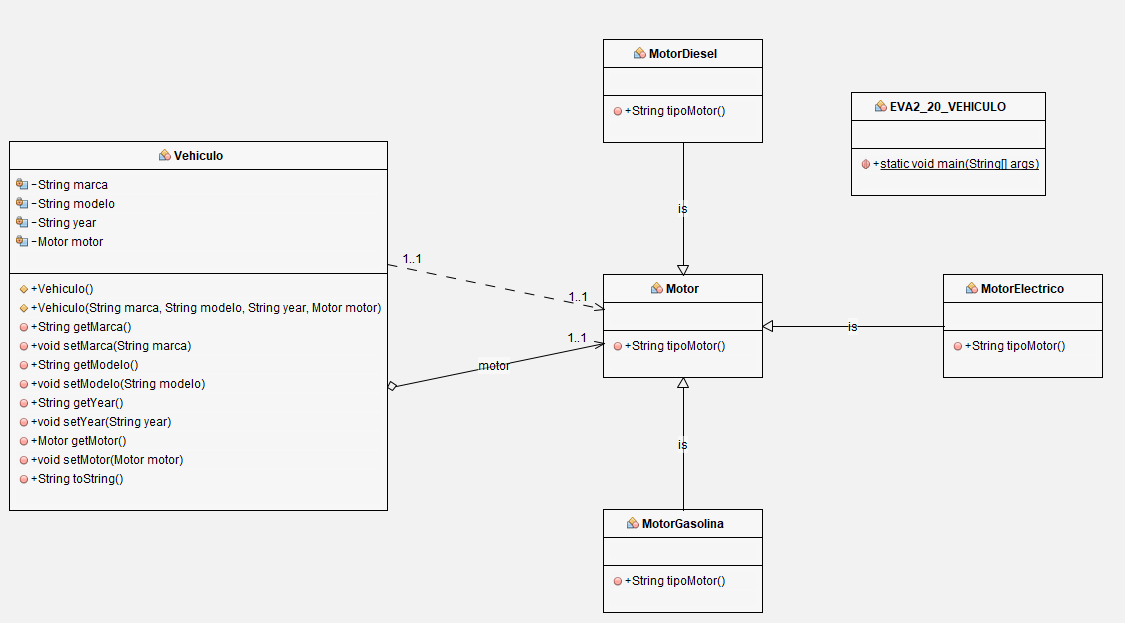 Vehiculo
-String marca
-String modelo
-String year
-Motor motor
+Vehiculo()
+Vehiculo(String marca, String modelo, String year, Motor motor)
+String getMarca()
+void setMarca(String marca)
+String getModelo()
+void setModelo(String modelo)
+String getYear()
+void setYear(String year)
+Motor getMotor()
+void setMotor(Motor motor)
+String toString()
1..1
1..1
1..1
motor
MotorDiesel
+String tipoMotor()
is
Motor
+String tipoMotor()
is
MotorGasolina
+String tipoMotor()
EVA2_20_VEHICULO
+static void main(String[] args)
is
MotorElectrico
+String tipoMotor()